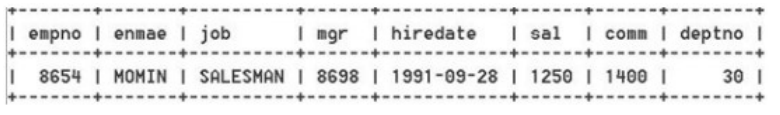 +-------+-------+----------+------+------------+------+------+--------+
| empno | enmae | job      | mgr  | hiredate   | sal  | comm | deptno |
+-------+-------+----------+------+------------+------+------+--------+
|  8654 | MOMIN | SALESMAN | 8698 | 1991-09-28 | 1250 | 1400 |     30 |
+-------+-------+----------+------+------------+------+------+--------+